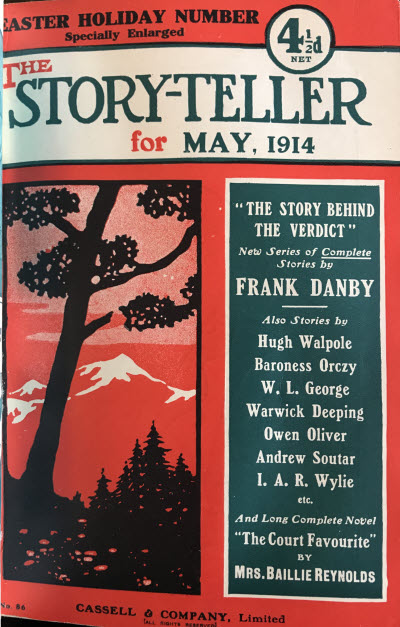 EASTER HOLIDAY NUMBER
Specially Enlarged
4½d
NET
THE
STORY-TELLER
for MAY, 1914
"THE STORY BEHIND
THE VERDICT"
New Series of Complete
Stories by
FRANK DANBY
Also Stories by
Hugh Walpole
Baroness Orczy
W. L. George
Warwick Deeping
Owen Oliver
Andrew Soutar
I. A. R. Wylie
etc.
And Long Complete Novel
"The Court Favourite"
BY
MRS. BAILLIE REYNOLDS
No 86
CASSELL & COMPANY, Limited
[ALL RIGHTS RESERVED]